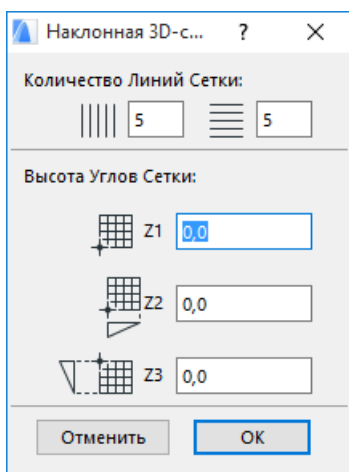 Наклонная 3D-с... ?
Количество Линий Сетки:
5 5
Высота Углов Сетки:
Z1 0,0
Z2 0,0
Z3 0,0
Отменить OK